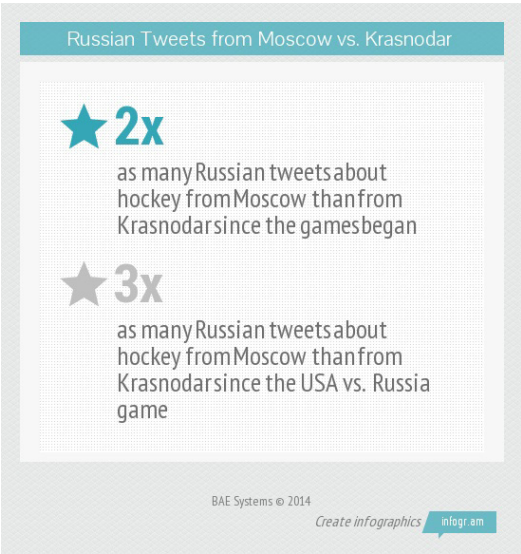 Russian Tweets from Moscow vs. Krasnodar
2x
as many Russian tweets about
hockey from Moscow than from
Krasnodar since the games began
3x
as many Russian tweets about
hockey from Moscow than from
Krasnodar since the USA vs. Russia
game
BAE Systems © 2014
Create infographics infogr.am